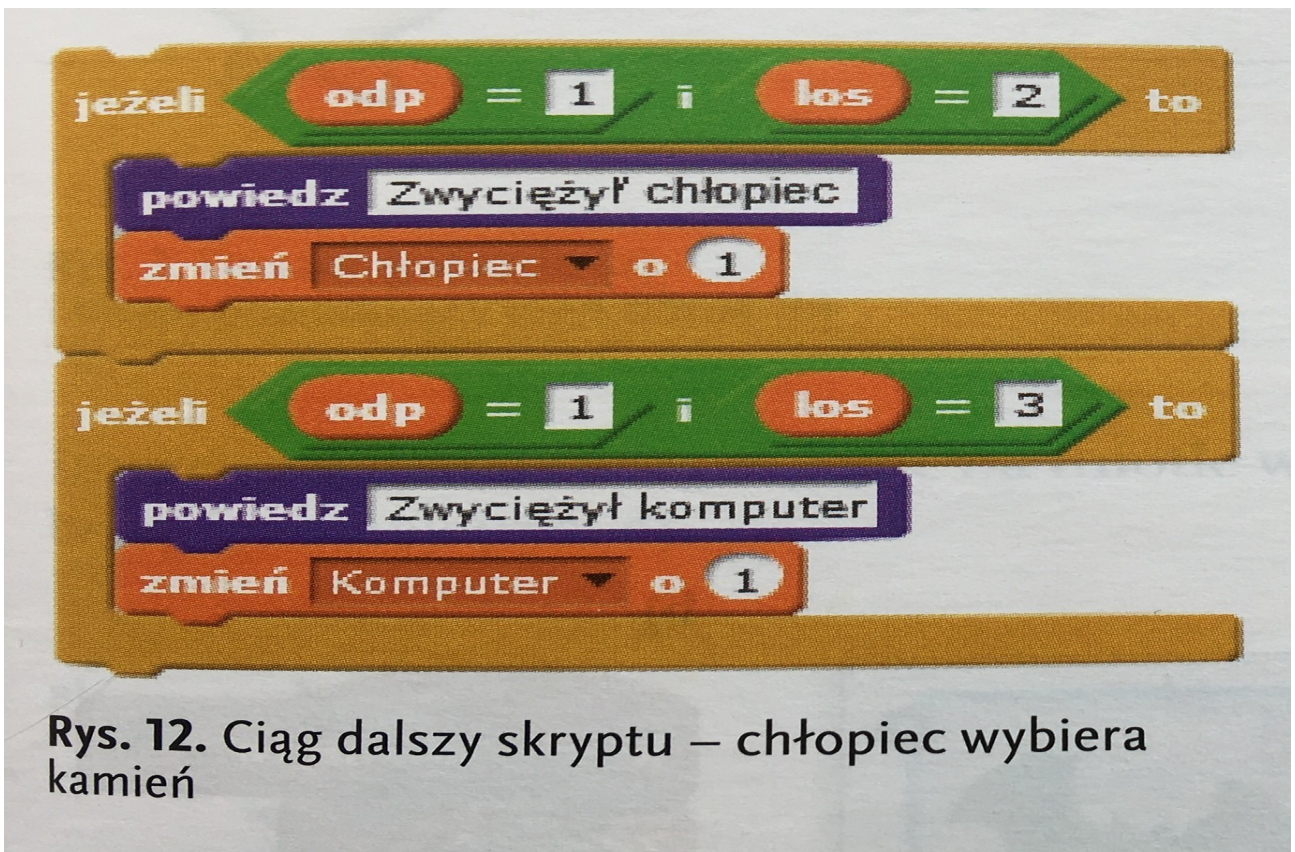 jeżeli odp = 1 i los = 2 to
powiedz Zwyciężył chłopiec
zmień Chłopiec o 1
jeżeli odp = 1 i los = 3 to
powiedz Zwyciężył komputer
zmień Komputer o 1
Rys. 12. Ciąg dalszy skryptu – chłopiec wybiera
kamień